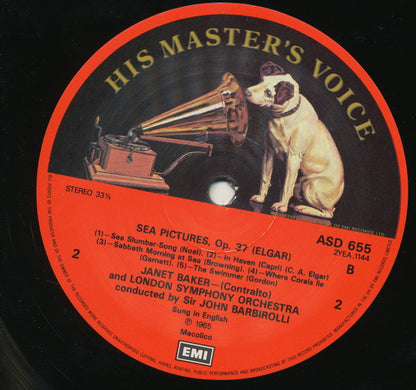 HIS MASTER'S VOICE
STEREO 33⅓
SEA PICTURES, Op. 37 (ELGAR)
(1)—Sea Slumber-Song (Noel). (2)—In Haven (Capri) (C. A. Elgar)
(3)—Sabbath Morning at Sea (Browning). (4)—Where Corals lie
(Garnett). (5)—The Swimmer (Gordon)
ASD 655
2YEA.1144
B
2
2
JANET BAKER—(Contralto)
and LONDON SYMPHONY ORCHESTRA
conducted by Sir JOHN BARBIROLLI
Sung in English
℗ 1965
Mecolico
EMI